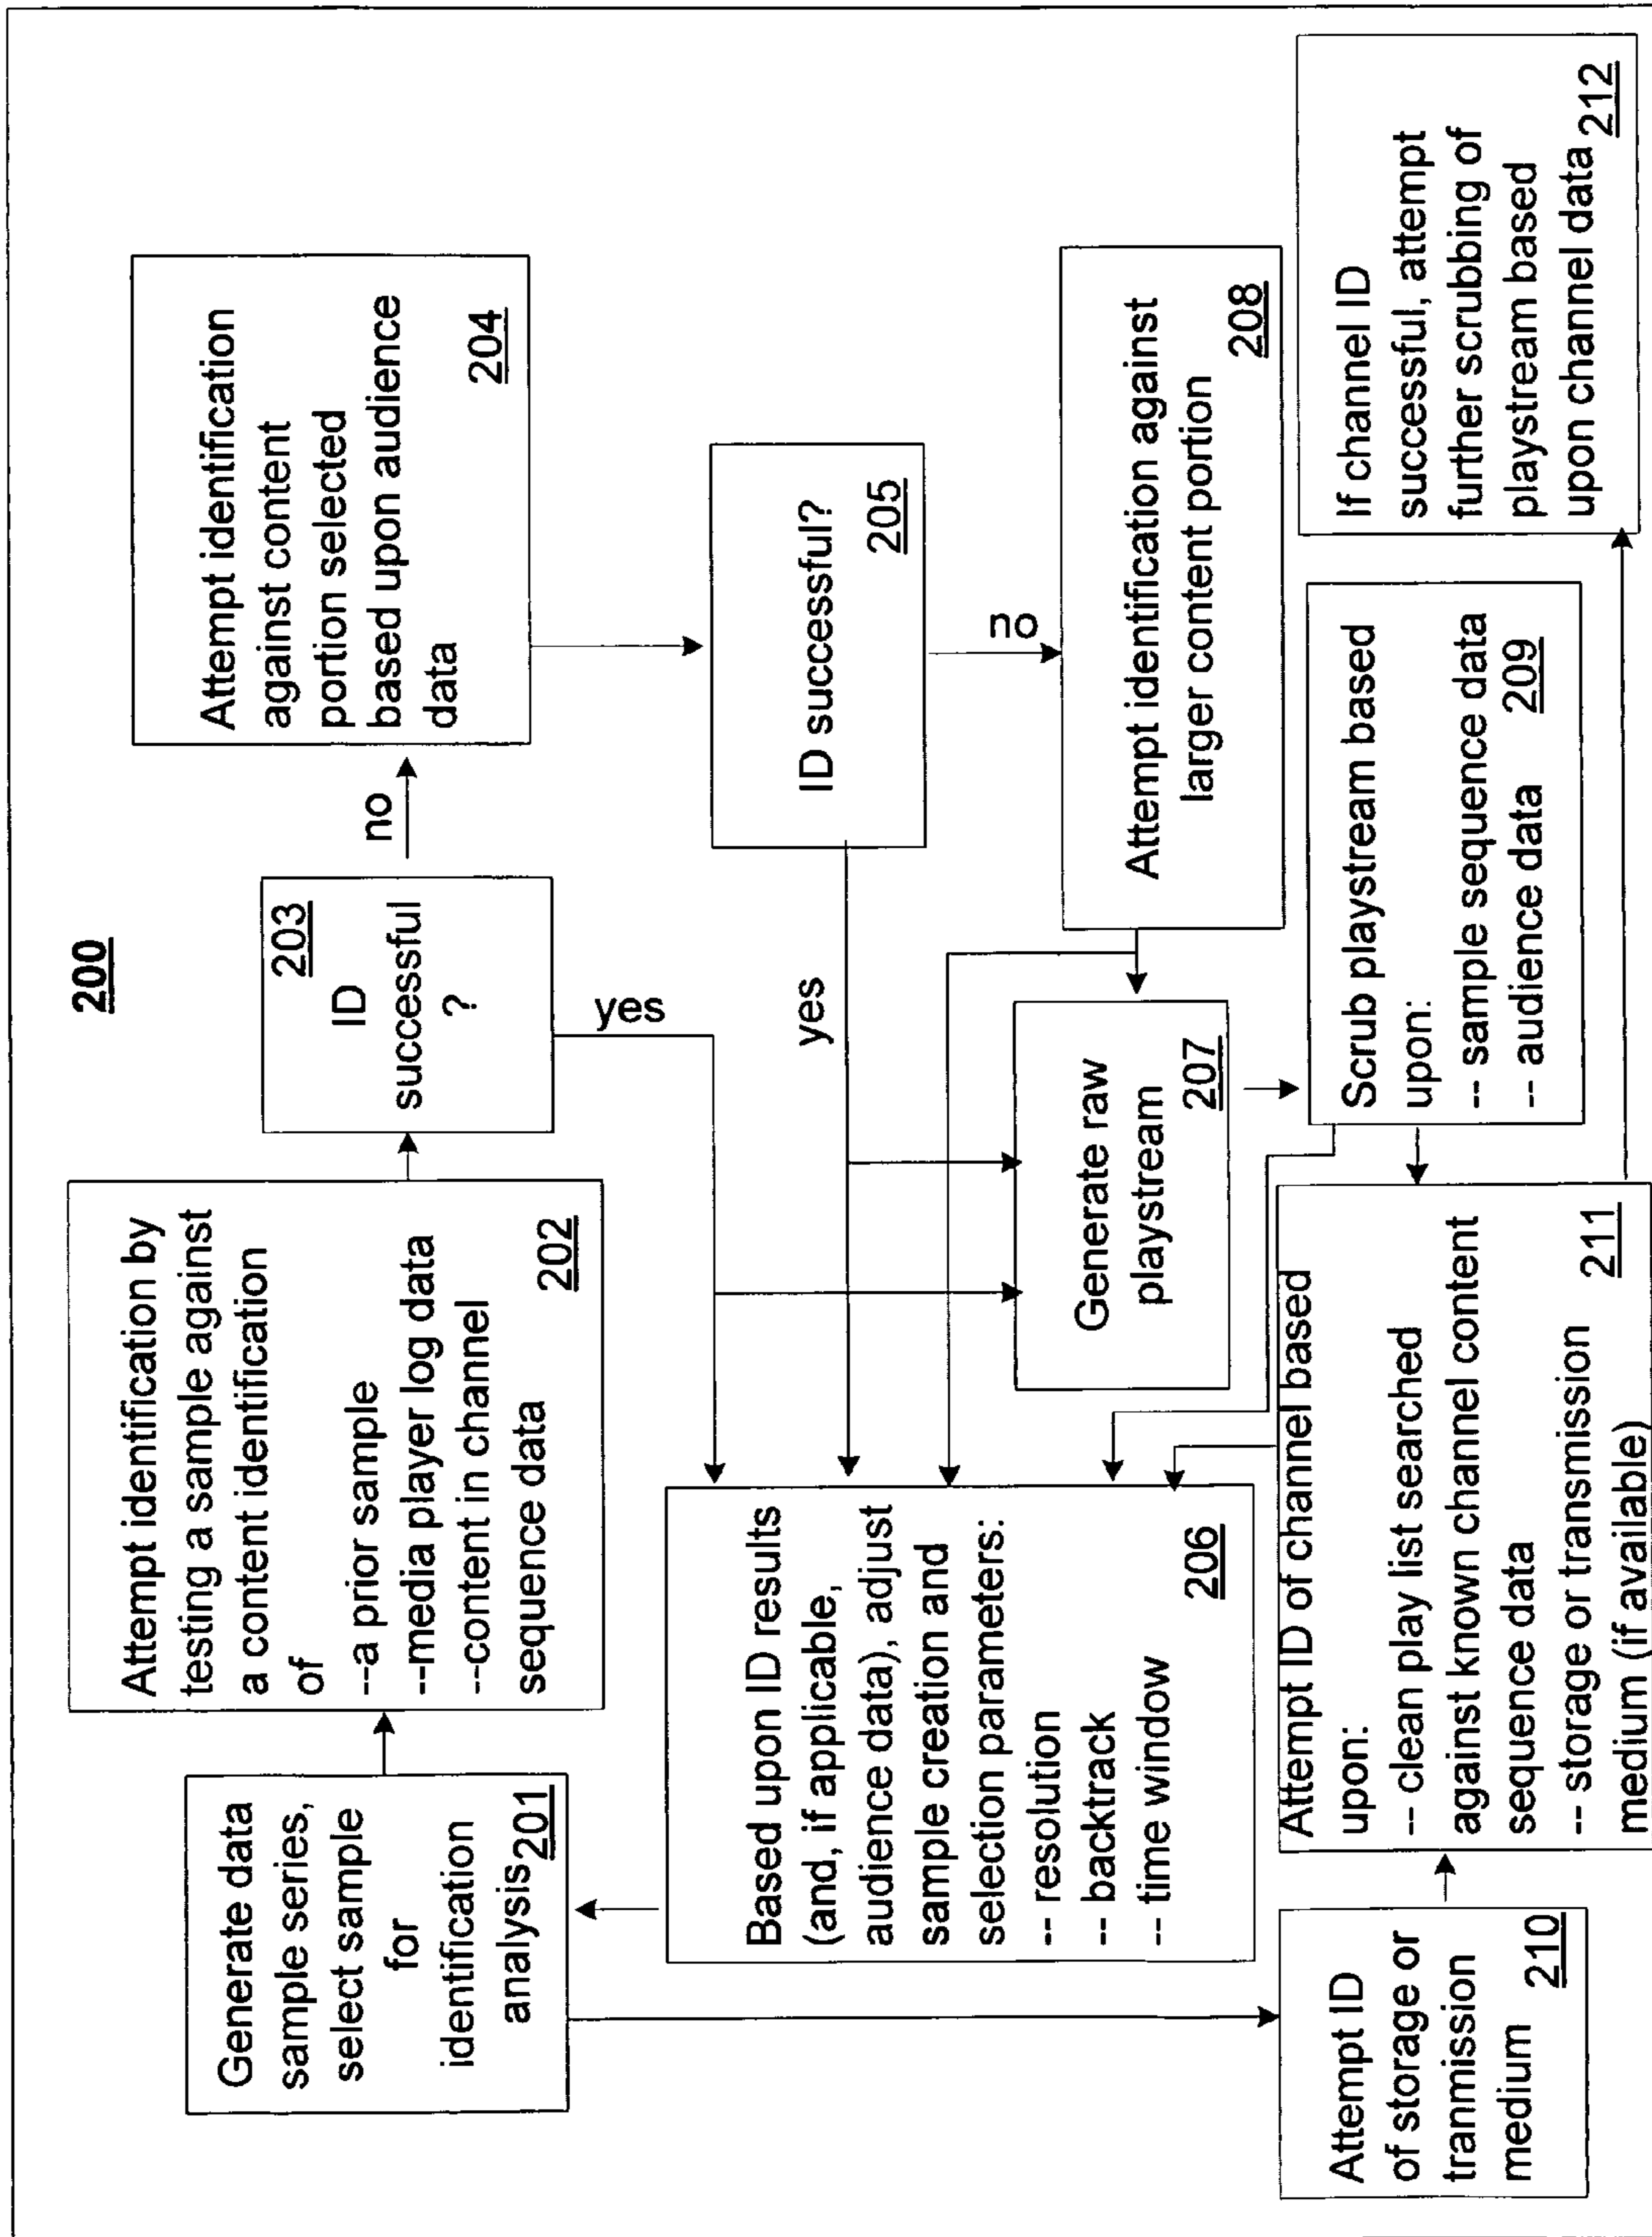 200
Generate data
sample series,
select sample
for
identification
analysis 201
Attempt identification by
testing a sample against
a content identification
of
--a prior sample
--media player log data
--content in channel
sequence data
202
203
ID
successful
?
no
yes
Attempt identification
against content
portion selected
based upon audience
data
204
ID successful?
205
yes
no
Based upon ID results
(and, if applicable,
audience data), adjust
sample creation and
selection parameters:
-- resolution
-- backtrack
-- time window
206
Generate raw
playstream
207
Attempt identification against
larger content portion
208
Scrub playstream based
upon:
-- sample sequence data
-- audience data
209
Attempt ID
of storage or
tranmission
medium
210
Attempt ID of channel based
upon:
-- clean play list searched
against known channel content
sequence data
-- storage or transmission
medium (if available)
211
If channel ID
successful, attempt
further scrubbing of
playstream based
upon channel data
212